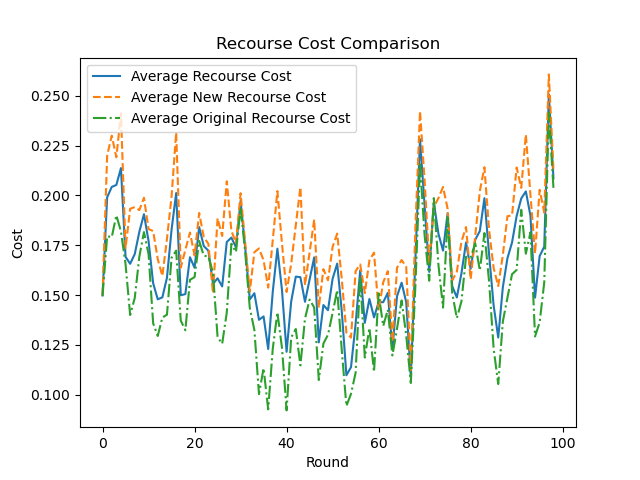 Recourse Cost Comparison
Average Recourse Cost
Average New Recourse Cost
Average Original Recourse Cost
Cost
0.250
0.225
0.200
0.175
0.150
0.125
0.100
0 20 40 60 80 100
Round